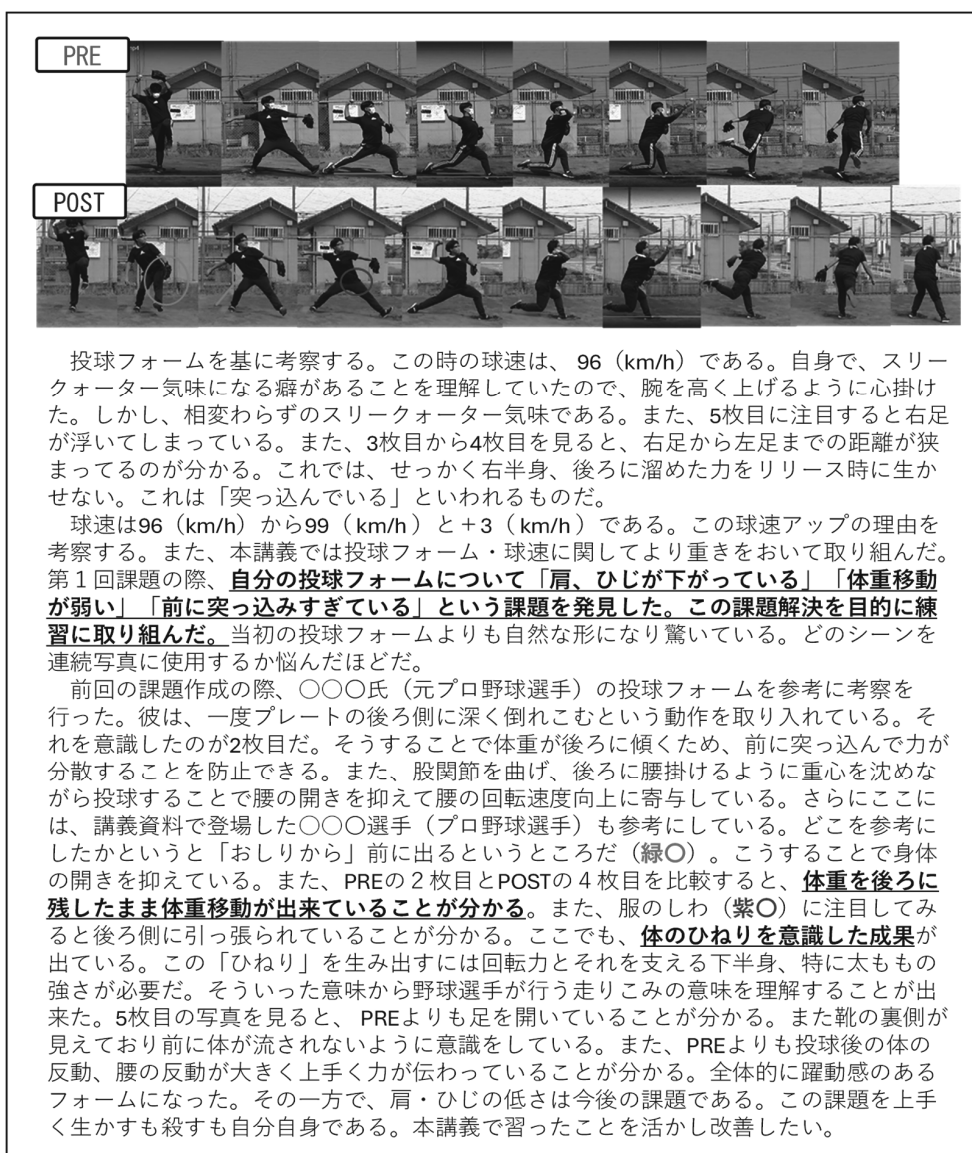 PRE
POST
投球フォームを基に考察する。この時の球速は、 96（km/h）である。自身で、スリー
クォーター気味になる癖があることを理解していたので、腕を高く上げるように心掛け
た。しかし、相変わらずのスリークォーター気味である。また、5枚目に注目すると右足
が浮いてしまっている。また、3枚目から4枚目を見ると、右足から左足までの距離が狭
まってるのが分かる。これでは、せっかく右半身、後ろに溜めた力をリリース時に生か
せない。これは「突っ込んでいる」といわれるものだ。
球速は96（km/h）から99（ km/h ）と＋3（ km/h ）である。この球速アップの理由を
考察する。また、本講義では投球フォーム・球速に関してより重きをおいて取り組んだ。
第１回課題の際、自分の投球フォームについて「肩、ひじが下がっている」「体重移動
が弱い」「前に突っ込みすぎている」という課題を発見した。この課題解決を目的に練
習に取り組んだ。当初の投球フォームよりも自然な形になり驚いている。どのシーンを
連続写真に使用するか悩んだほどだ。
前回の課題作成の際、〇〇〇氏（元プロ野球選手）の投球フォームを参考に考察を
行った。彼は、一度プレートの後ろ側に深く倒れこむという動作を取り入れている。そ
れを意識したのが2枚目だ。そうすることで体重が後ろに傾くため、前に突っ込んで力が
分散することを防止できる。また、股関節を曲げ、後ろに腰掛けるように重心を沈めな
がら投球することで腰の開きを抑えて腰の回転速度向上に寄与している。さらにここに
は、講義資料で登場した〇〇〇選手（プロ野球選手）も参考にしている。どこを参考に
したかというと「おしりから」前に出るというところだ（緑〇）。こうすることで身体
の開きを抑えている。また、PREの２枚目とPOSTの４枚目を比較すると、体重を後ろに
残したまま体重移動が出来ていることが分かる。また、服のしわ（紫〇）に注目してみ
ると後ろ側に引っ張られていることが分かる。ここでも、体のひねりを意識した成果が
出ている。この「ひねり」を生み出すには回転力とそれを支える下半身、特に太ももの
強さが必要だ。そういった意味から野球選手が行う走りこみの意味を理解することが出
来た。5枚目の写真を見ると、 PREよりも足を開いていることが分かる。また靴の裏側が
見えており前に体が流されないように意識をしている。また、PREよりも投球後の体の
反動、腰の反動が大きく上手く力が伝わっていることが分かる。全体的に躍動感のある
フォームになった。その一方で、肩・ひじの低さは今後の課題である。この課題を上手
く生かすも殺すも自分自身である。本講義で習ったことを活かし改善したい。